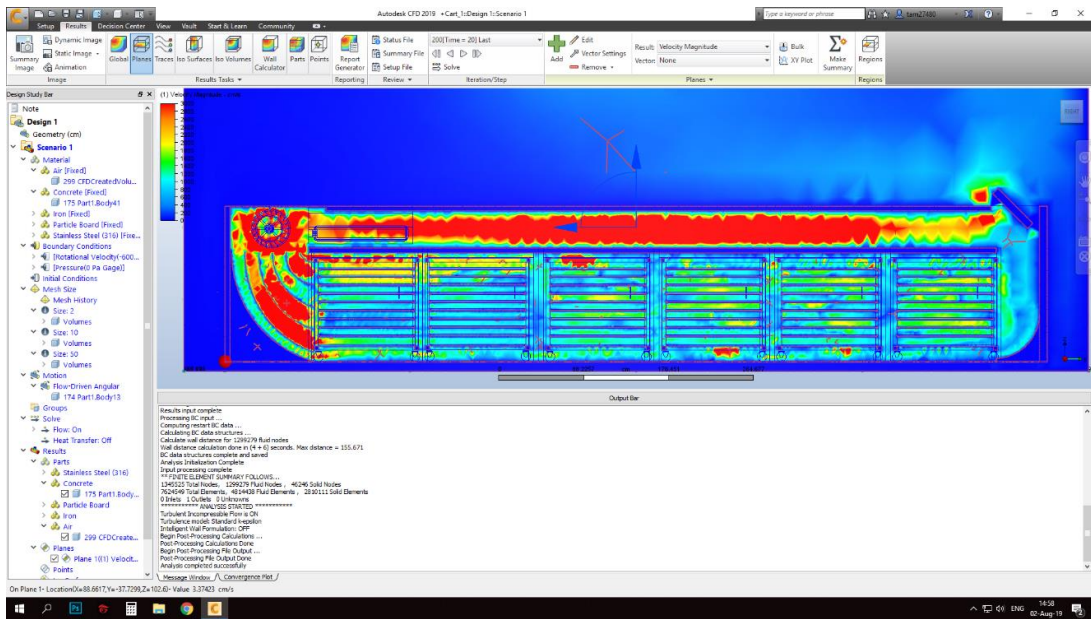 Autodesk CFD 2019 • Cart_1::Design 1::Scenario 1
Type a keyword or phrase
tami27480
Setup Results Decision Center View Vault Start & Learn Community
Summary Image
Dynamic Image
Static Image
Animation
Image
Global Planes Traces Iso Surfaces Iso Volumes
Wall Calculator
Parts Points
Results Tasks
Report Generator
Reporting
Status File
Summary File
Setup File
Review
200[Time = 20] Last
Solve
Iteration/Step
Add
Edit
Vector Settings
Remove
Result: Velocity Magnitude
Vector: None
Planes
Bulk
XY Plot
Make Summary
Regions
Regions
Design Study Bar
Note
Design 1
Geometry (cm)
Scenario 1
Material
Air [Fixed]
299 CFDCreatedVolu...
Concrete [Fixed]
175 Part1.Body41
Iron [Fixed]
Particle Board [Fixed]
Stainless Steel (316) [Fixe...
Boundary Conditions
[Rotational Velocity(-600...
[Pressure(0 Pa Gage)]
Initial Conditions
Mesh Size
Mesh History
Size: 2
Volumes
Size: 10
Volumes
Size: 50
Volumes
Motion
Flow-Driven Angular
174 Part1.Body13
Groups
Solve
Flow: On
Heat Transfer: Off
Results
Parts
Stainless Steel (316)
Concrete
175 Part1.Body...
Particle Board
Iron
Air
299 CFDCreate...
Planes
Plane 1[(1) Velocit...
Points
Output Bar
Results input complete
Processing BC input ...
Computing restart BC data ...
Calculating BC data structures ...
Calculate wall distance for 1299279 fluid nodes
Wall distance calculation done in (4 + 6) seconds. Max distance = 155.671
BC data structures complete and saved
Analysis Initialization Complete
Input processing complete
** FINITE ELEMENT SUMMARY FOLLOWS...
1345525 Total Nodes, 1299279 Fluid Nodes , 46246 Solid Nodes
7624549 Total Elements, 4814438 Fluid Elements , 2810111 Solid Elements
0 Inlets 1 Outlets 0 Unknowns
*********** ANALYSIS STARTED ***********
Turbulent Incompressible Flow is ON
Turbulence model: Standard k-epsilon
Intelligent Wall Formulation: OFF
Begin Post-Processing Calculations ...
Post-Processing Calculations Done
Begin Post-Processing File Output ...
Post-Processing File Output Done
Analysis completed successfully
Message Window Convergence Plot
On Plane 1- Location(X=88.6617,Y=-37.7299,Z=102.6)- Value 3.37423 cm/s
ENG
14:58
02-Aug-19